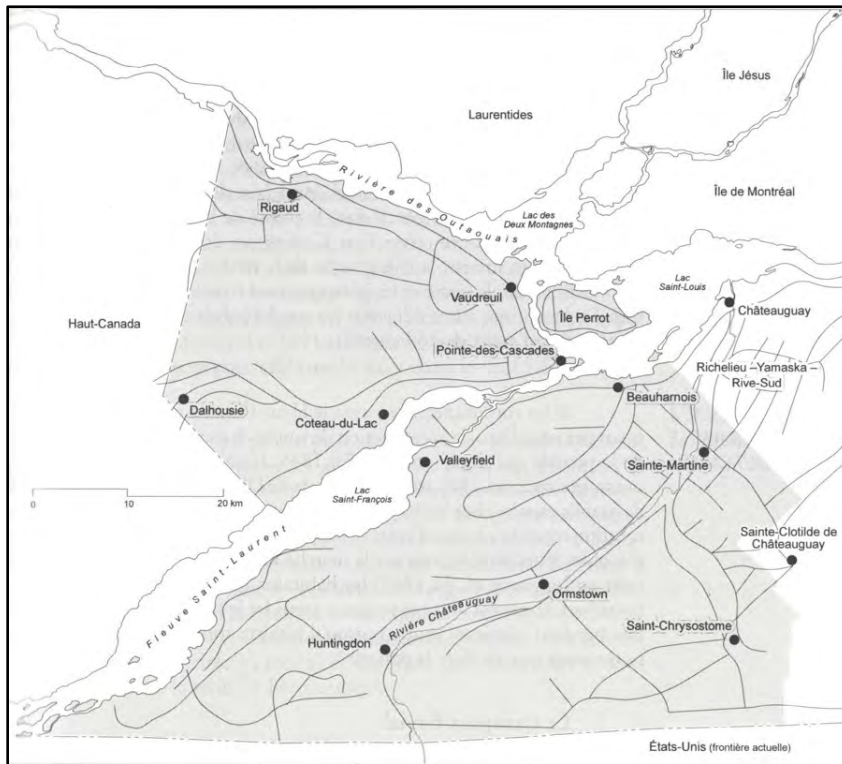 Île Jésus
Laurentides
Île de Montréal
Rivière des Outaouais
Rigaud
Lac des
Deux Montagnes
Lac
Saint-Louis
Vaudreuil
Châteauguay
Île Perrot
Haut-Canada
Pointe-des-Cascades
Richelieu – Yamaska –
Rive-Sud
Beauharnois
Dalhousie
Coteau-du-Lac
Sainte-Martine
Valleyfield
Lac
Saint-François
0 10 20 km
Sainte-Clotilde de
Châteauguay
Fleuve Saint-Laurent
Ormstown
Rivière Châteauguay
Saint-Chrysostome
Huntingdon
États-Unis (frontière actuelle)